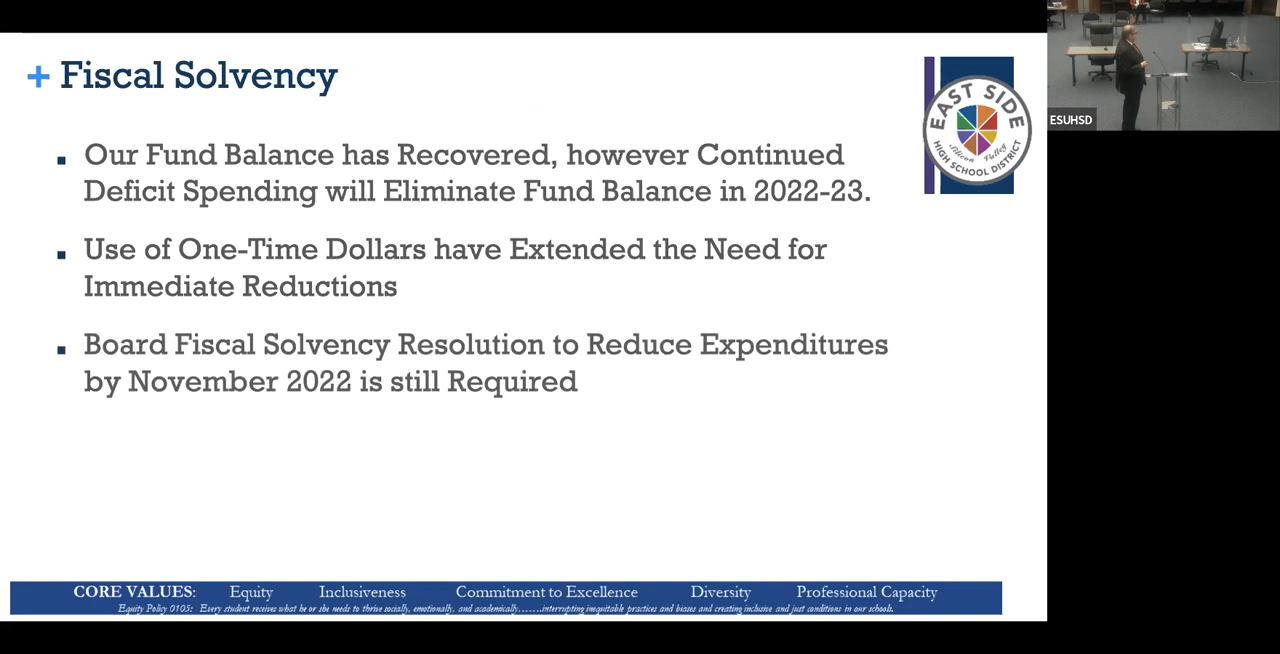 + Fiscal Solvency
EAST SIDE
Silicon Valley
HIGH SCHOOL DISTRICT
ESUHSD
▪ Our Fund Balance has Recovered, however Continued
Deficit Spending will Eliminate Fund Balance in 2022-23.
▪ Use of One-Time Dollars have Extended the Need for
Immediate Reductions
▪ Board Fiscal Solvency Resolution to Reduce Expenditures
by November 2022 is still Required
CORE VALUES: Equity Inclusiveness Commitment to Excellence Diversity Professional Capacity
Equity Policy 0105: Every student receives what he or she needs to thrive socially, emotionally, and academically…….interrupting inequitable practices and biases and creating inclusive and just conditions in our schools.